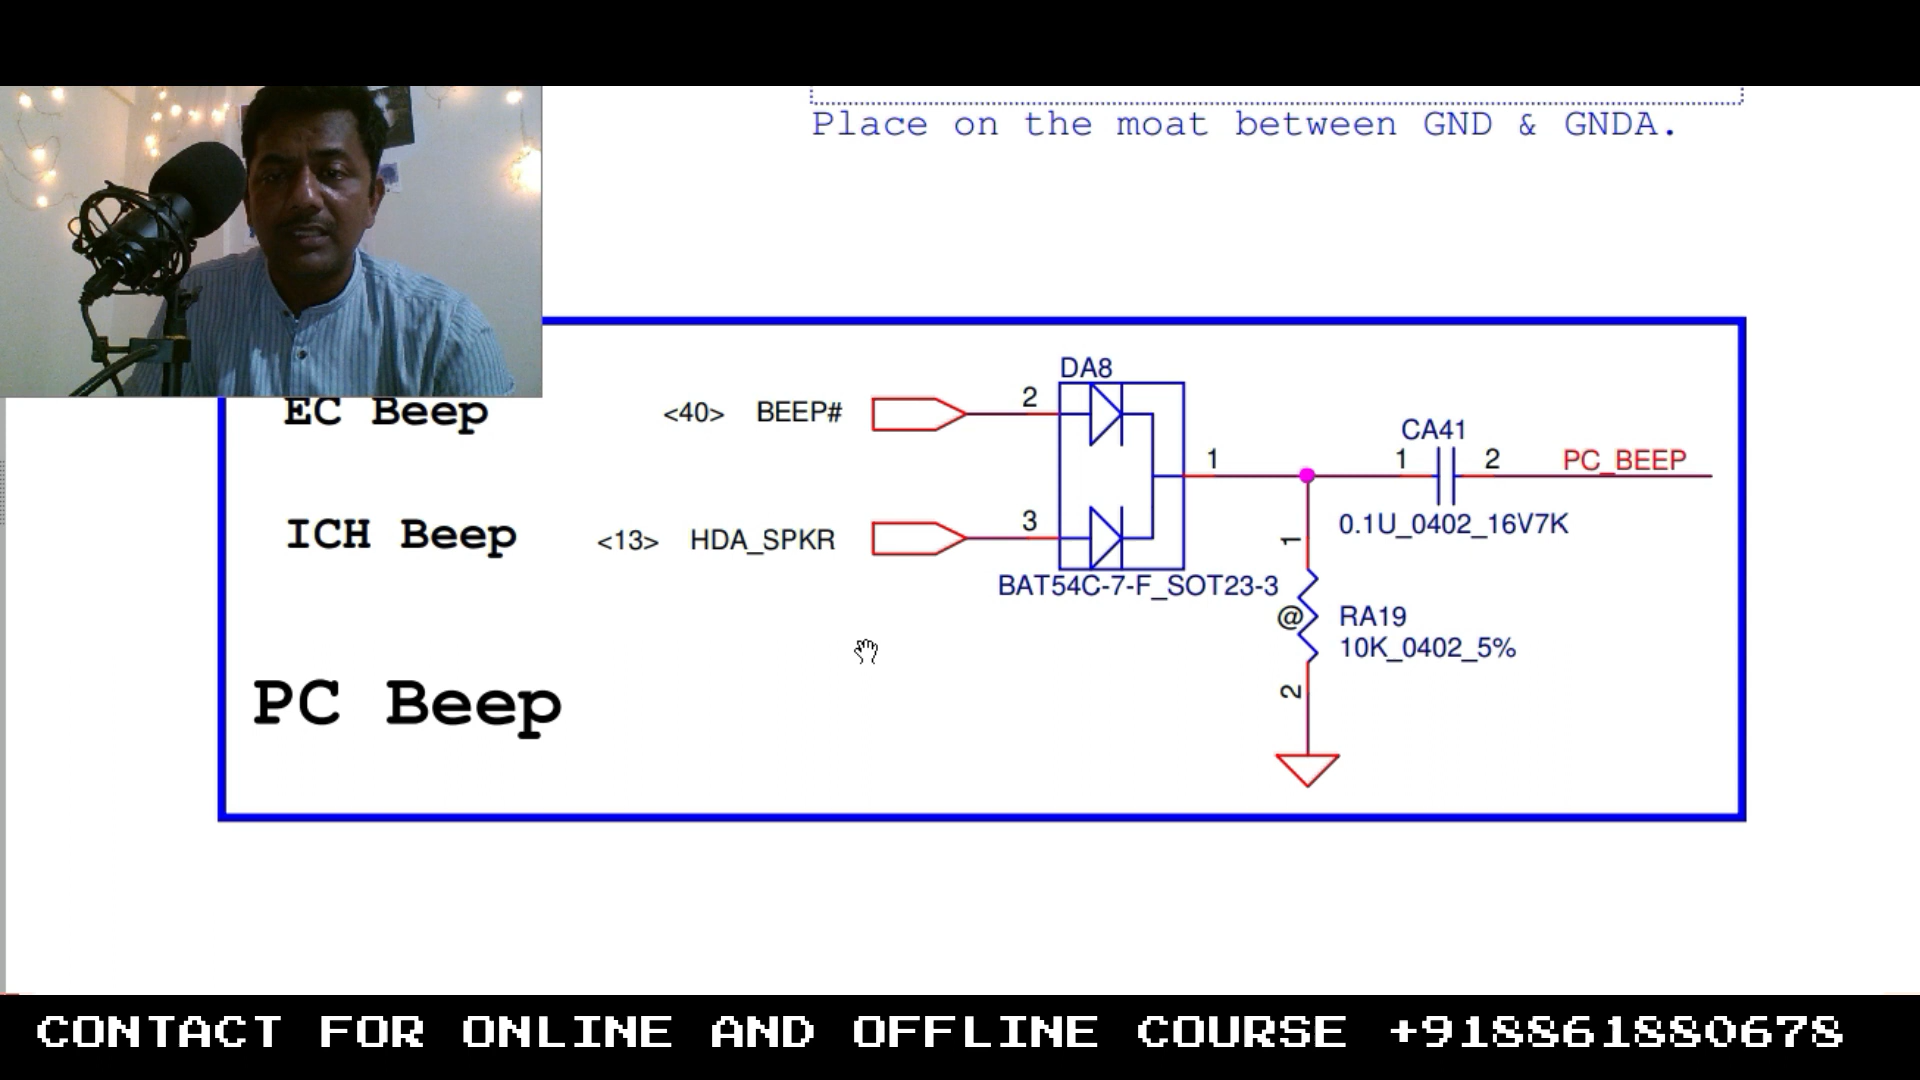 Place on the moat between GND & GNDA.
DA8
EC Beep <40> BEEP# 2
CA41
1 1 2 PC_BEEP
ICH Beep <13> HDA_SPKR 3
0.1U_0402_16V7K
1
BAT54C-7-F_SOT23-3
@ RA19
10K_0402_5%
2
PC Beep
CONTACT FOR ONLINE AND OFFLINE COURSE +918861880678